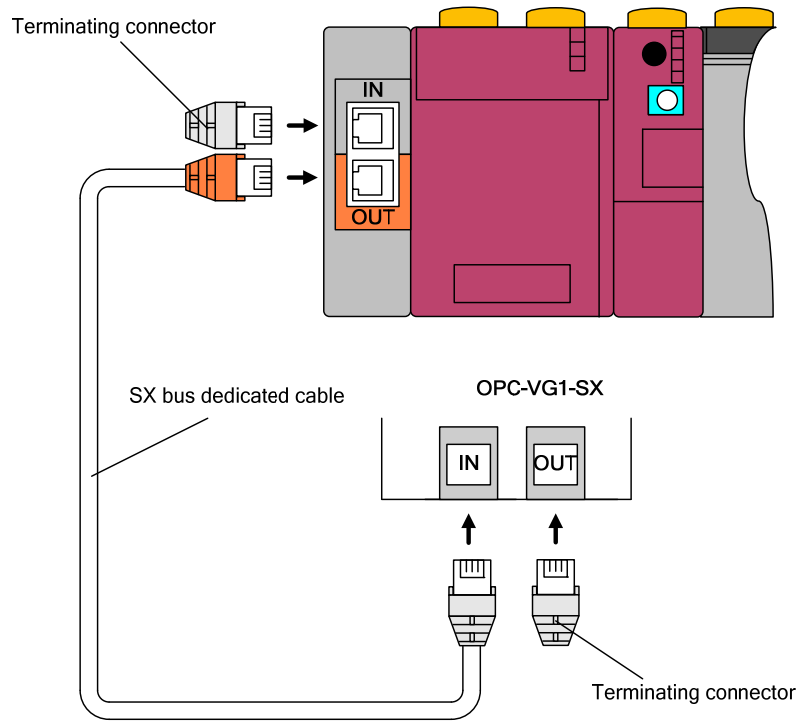 Terminating connector
IN
OUT
SX bus dedicated cable
OPC-VG1-SX
IN
OUT
Terminating connector